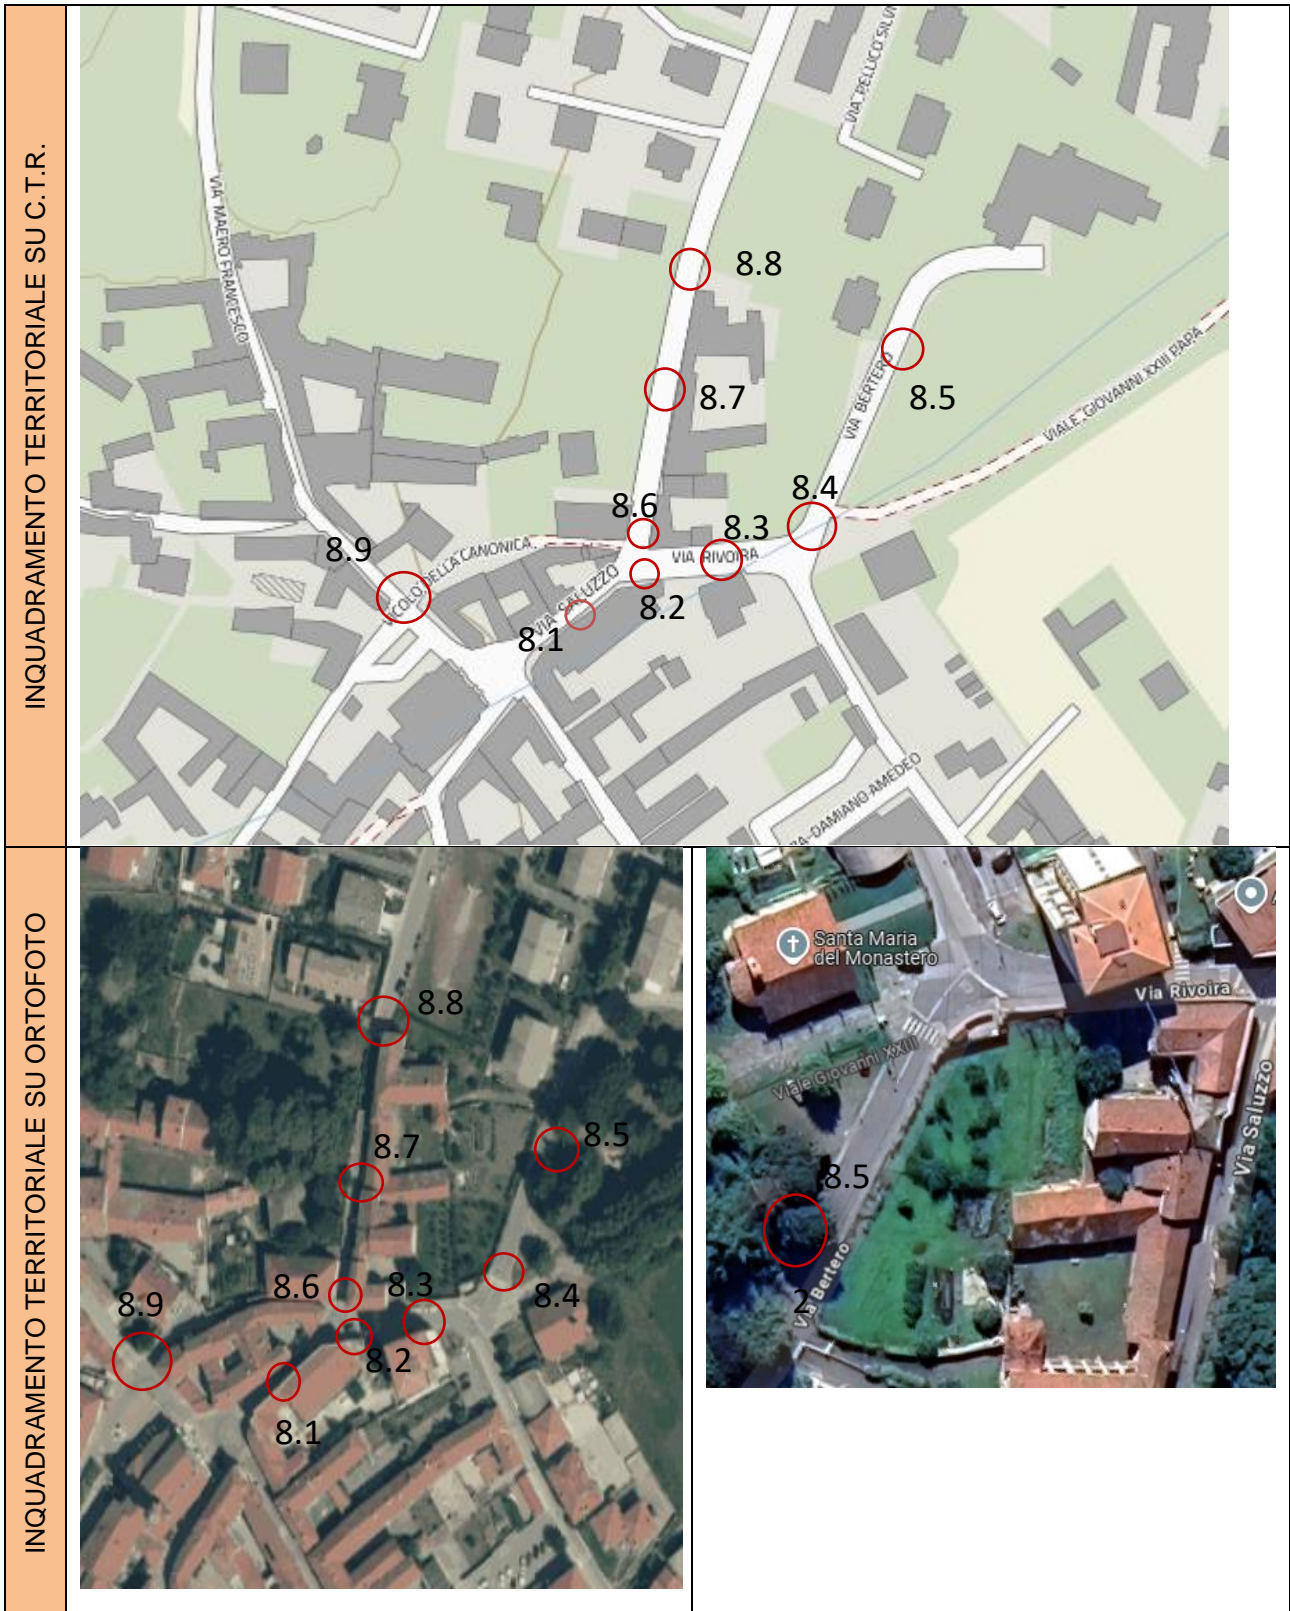 INQUADRAMENTO TERRITORIALE SU C.T.R.
VIA PELLICO SILVI
VIA MAERO FRANCESCO
8.8
8.7
8.5
VIA BERTERO
VIALE GIOVANNI XXIII PAPA
8.4
8.6
8.3
VIA RIVOIRA
8.9
VICOLO DELLA CANONICA
8.2
VIA SALUZZO
8.1
ZA DAMIANO AMEDEO
INQUADRAMENTO TERRITORIALE SU ORTOFOTO
8.8
8.7
8.5
8.6
8.3
8.4
8.9
8.2
8.1
Santa Maria
del Monastero
Via Rivoira
Viale Giovanni XXIII
Via Saluzzo
8.5
Via Bertero
2